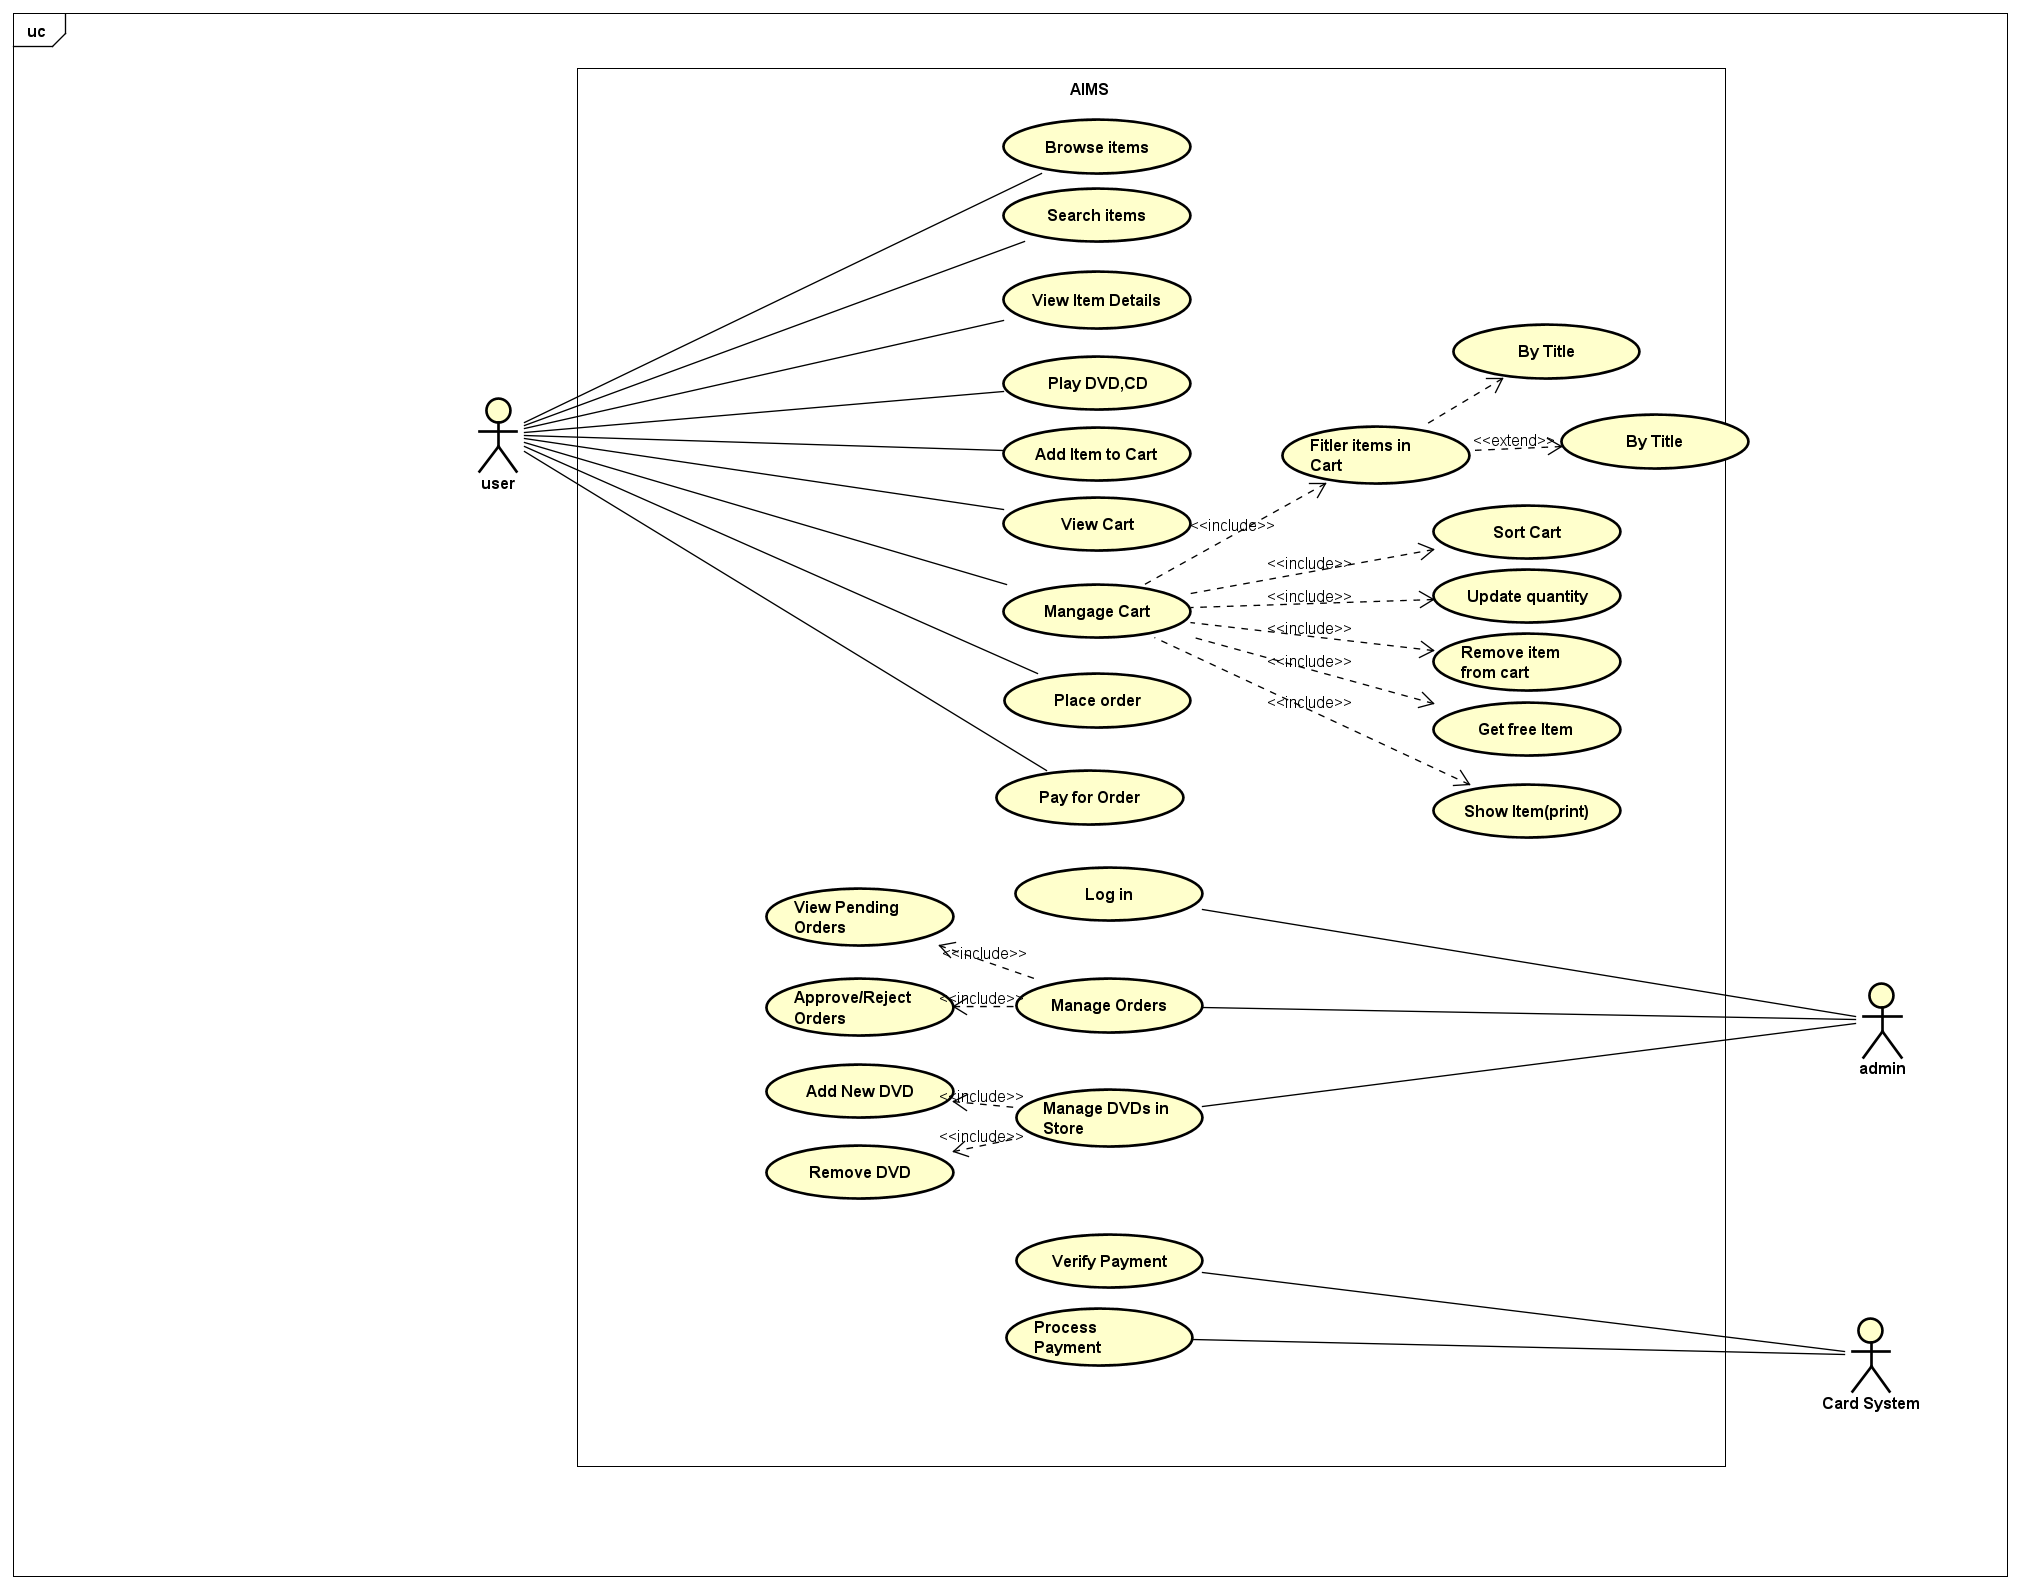 uc
AIMS
Browse items
Search items
View Item Details
By Title
Play DVD,CD
user
Add Item to Cart
Fitler items in
Cart
<<extend>>
By Title
View Cart
<<include>>
Sort Cart
<<include>>
Mangage Cart
<<include>>
Update quantity
<<include>>
Remove item
from cart
<<include>>
Place order
<<include>>
Get free Item
Pay for Order
Show Item(print)
Log in
View Pending
Orders
<<include>>
Approve/Reject
Orders
<<include>>
Manage Orders
admin
Add New DVD
<<include>>
Manage DVDs in
Store
<<include>>
Remove DVD
Verify Payment
Process
Payment
Card System